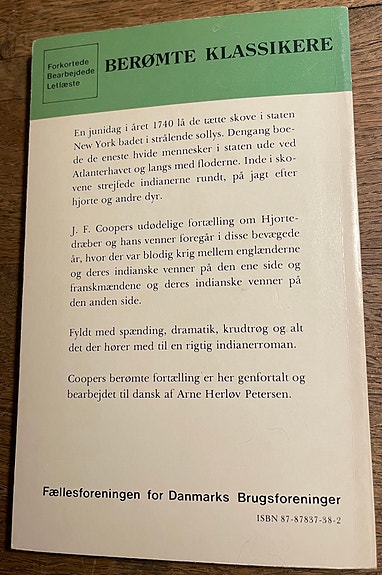 Forkortede
Bearbejdede
Letlæste
BERØMTE KLASSIKERE
En junidag i året 1740 lå de tætte skove i staten
New York badet i strålende sollys. Dengang boe-
de de eneste hvide mennesker i staten ude ved
Atlanterhavet og langs med floderne. Inde i sko-
vene strejfede indianerne rundt, på jagt efter
hjorte og andre dyr.
J. F. Coopers udødelige fortælling om Hjorte-
dræber og hans venner foregår i disse bevægede
år, hvor der var blodig krig mellem englænderne
og deres indianske venner på den ene side og
franskmændene og deres indianske venner på
den anden side.
Fyldt med spænding, dramatik, krudtrøg og alt
det der hører med til en rigtig indianerroman.
Coopers berømte fortælling er her genfortalt og
bearbejdet til dansk af Arne Herløv Petersen.
Fællesforeningen for Danmarks Brugsforeninger
ISBN 87-87837-38-2